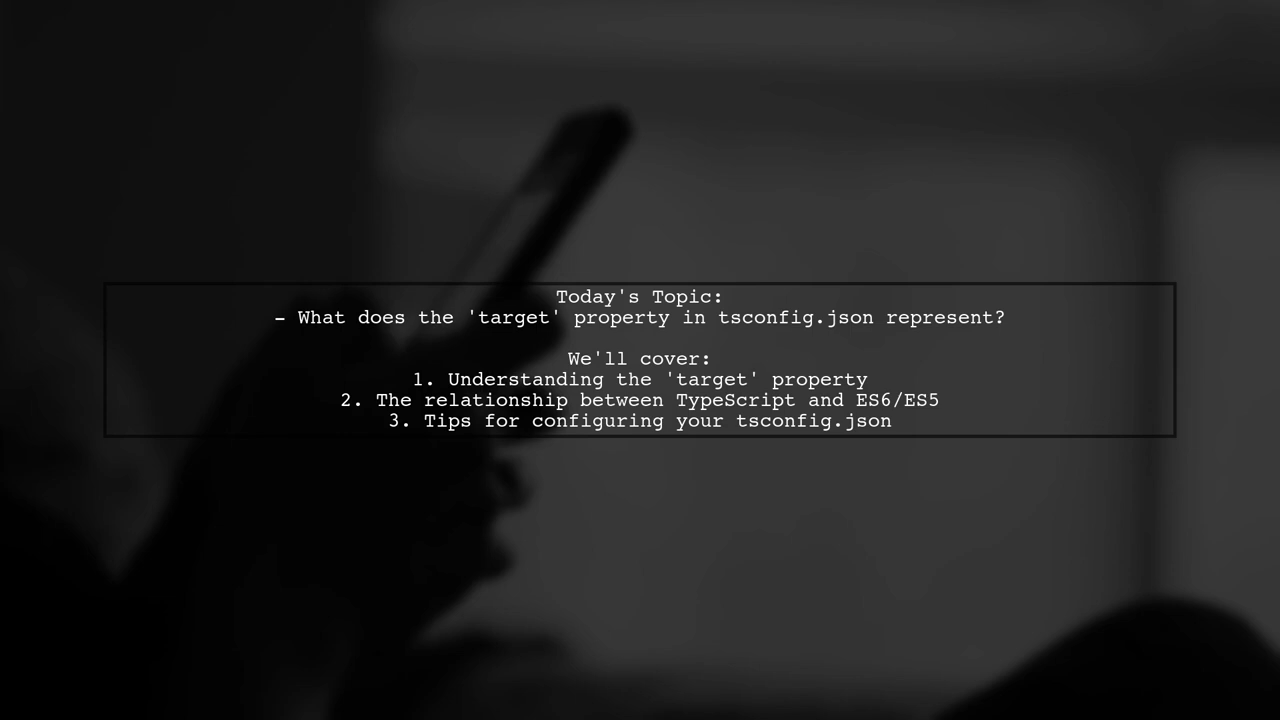 Today's Topic:
– What does the 'target' property in tsconfig.json represent?
We'll cover:
1. Understanding the 'target' property
2. The relationship between TypeScript and ES6/ES5
3. Tips for configuring your tsconfig.json